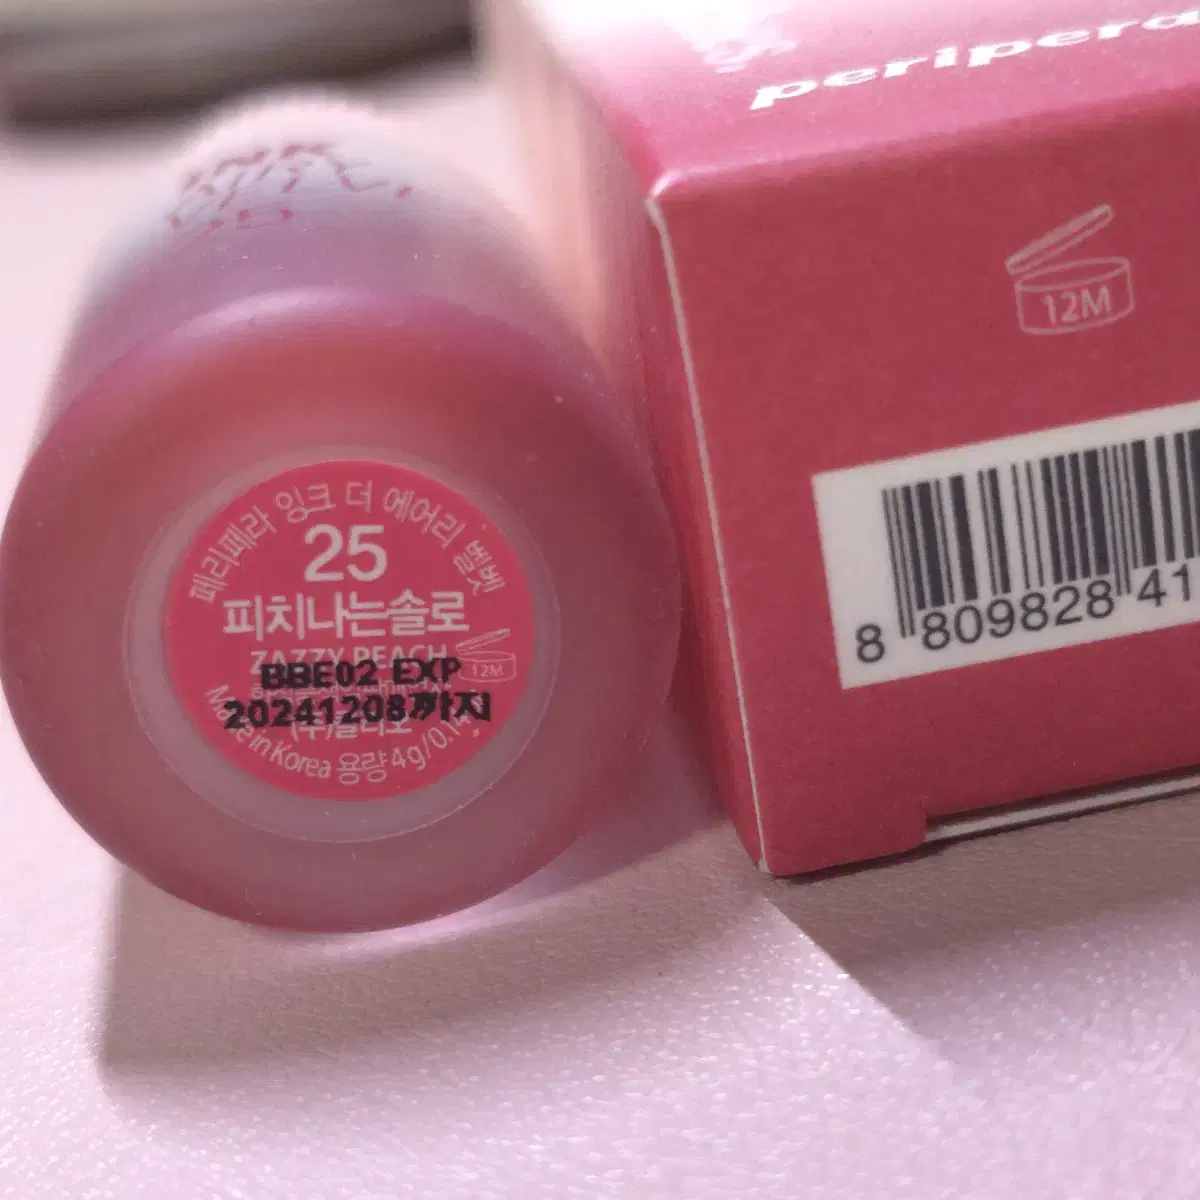 페리페라 잉크 더 에어리 벨벳
25
피치나는솔로
ZAZZY PEACH
12M
BBE02 EXP
20241208까지
Made in Korea 용량 4g/0.14
INK
peripera
12M
8 809828 41